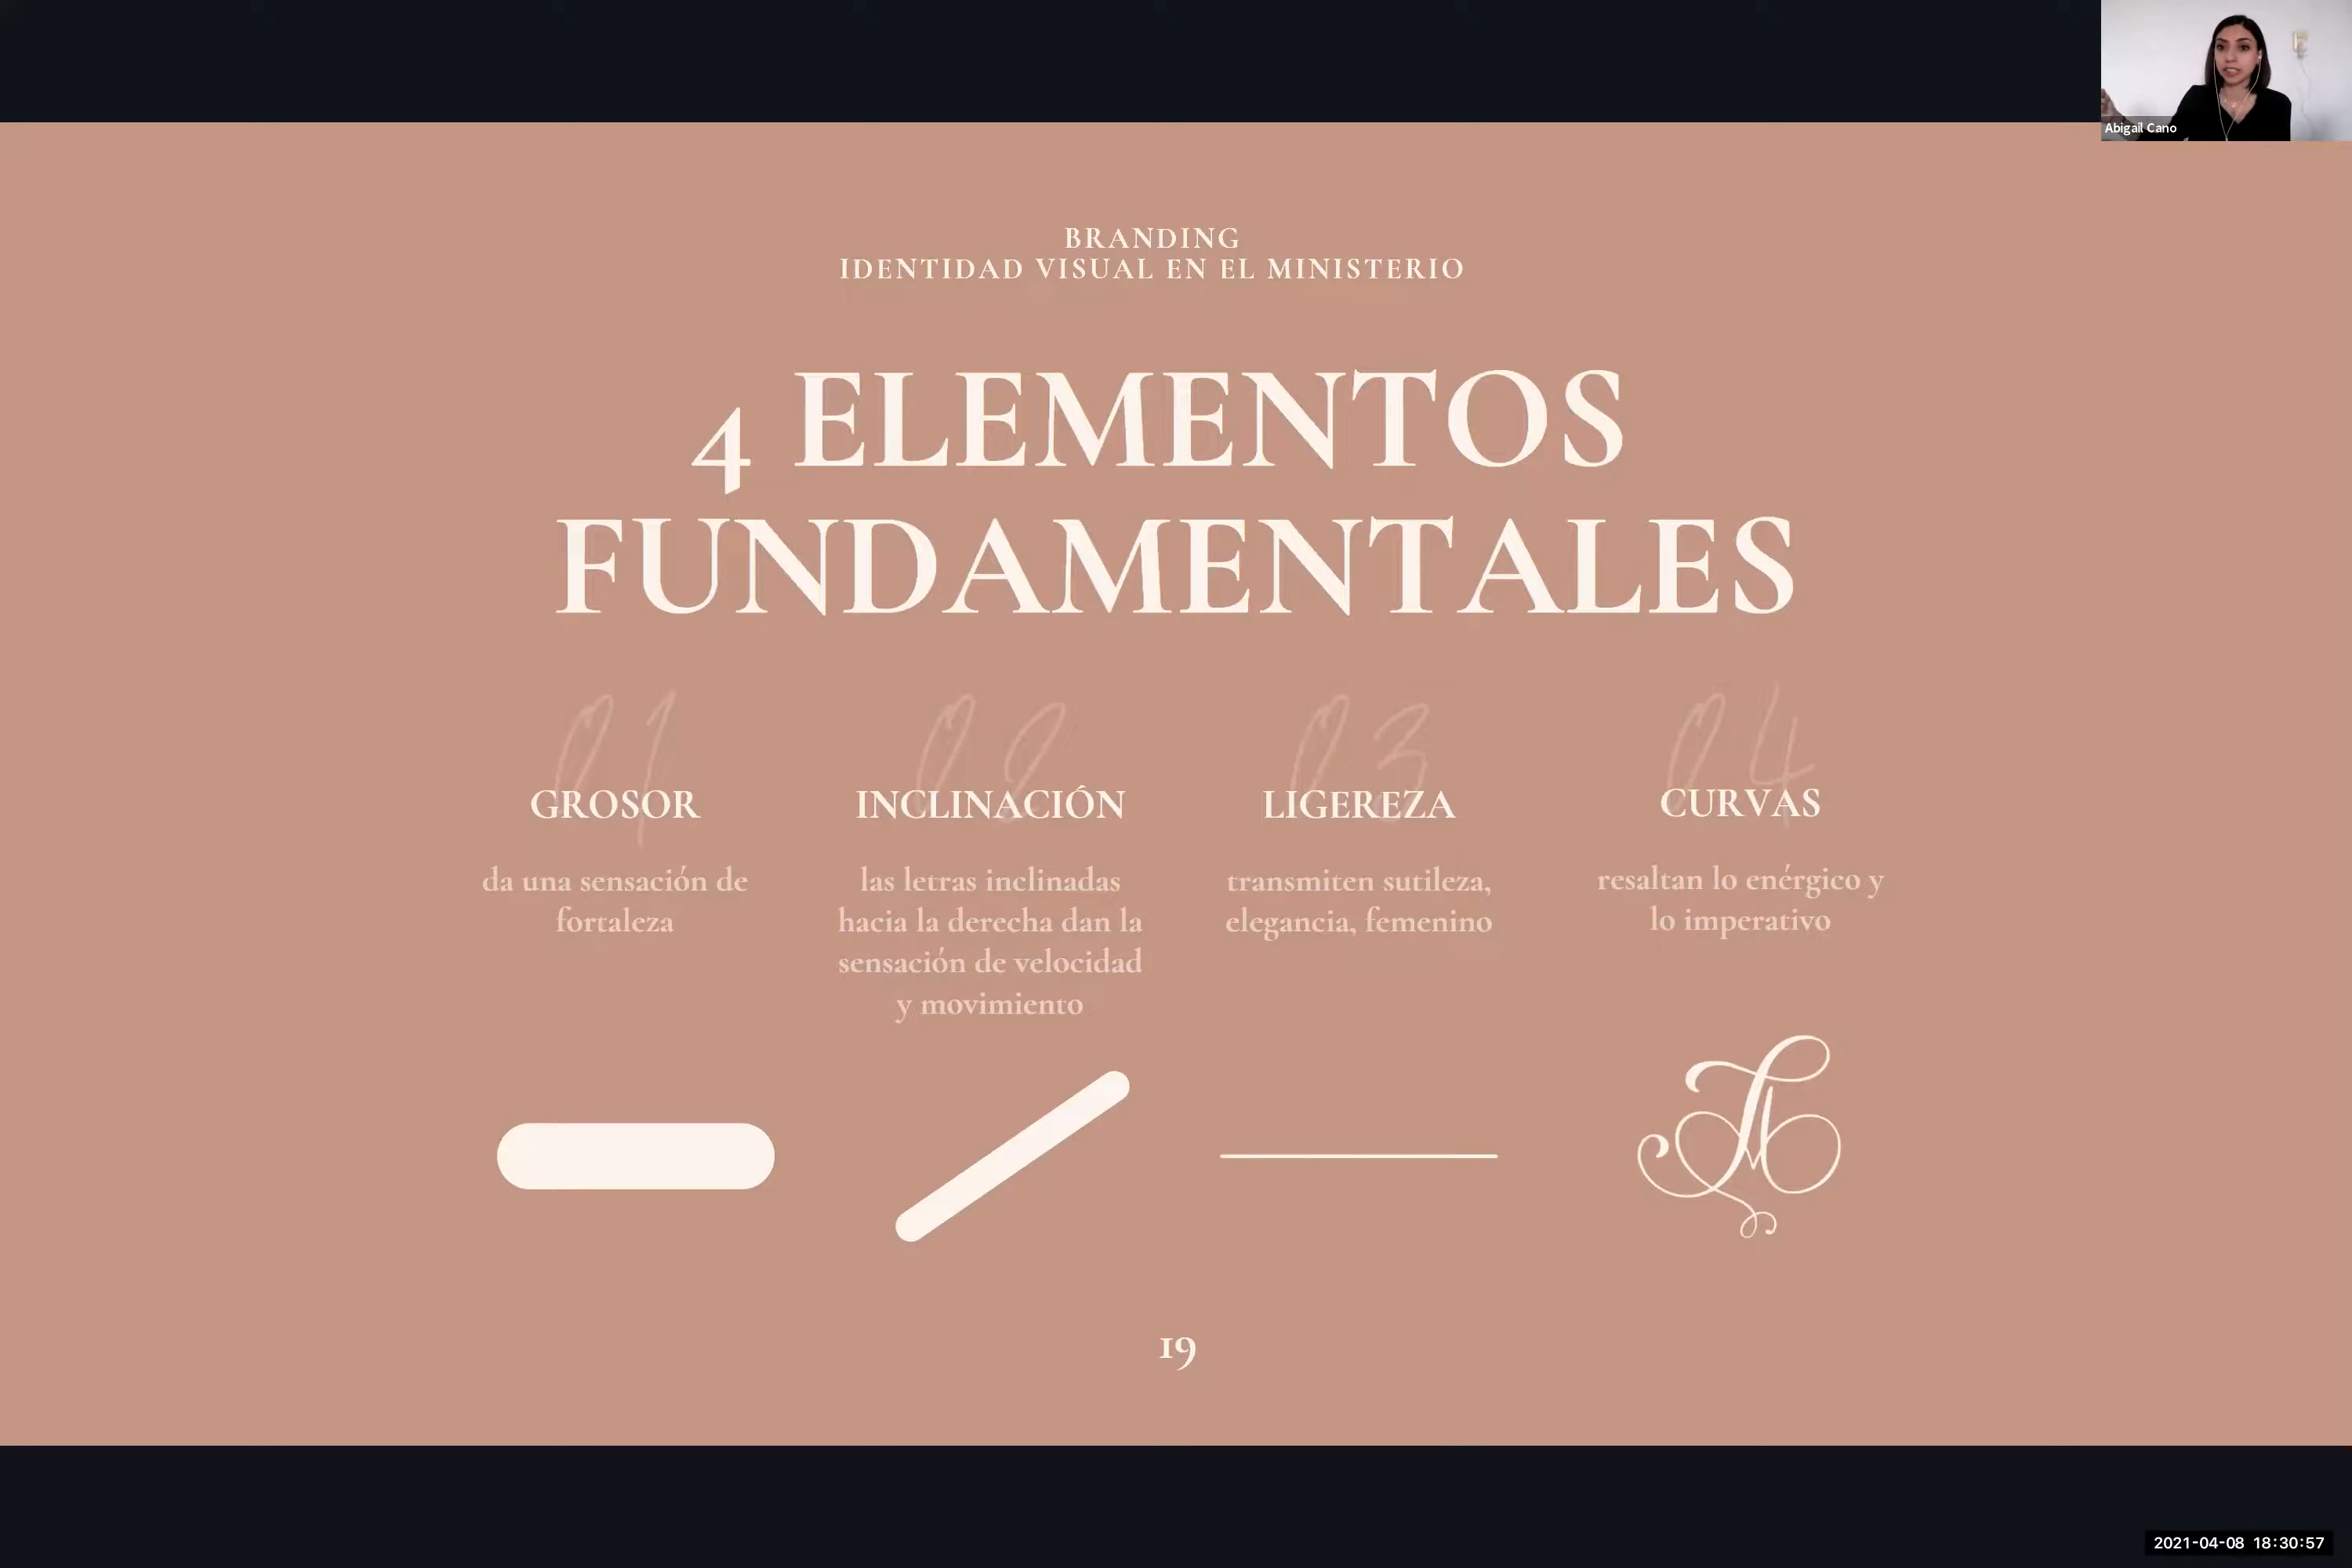 Abigail Cano
BRANDING
IDENTIDAD VISUAL EN EL MINISTERIO
4 ELEMENTOS
FUNDAMENTALES
01
GROSOR
da una sensación de
fortaleza
02
INCLINACIÓN
las letras inclinadas
hacia la derecha dan la
sensación de velocidad
y movimiento
03
LIGEREZA
transmiten sutileza,
elegancia, femenino
04
CURVAS
resaltan lo enérgico y
lo imperativo
A
19
2021-04-08 18:30:57